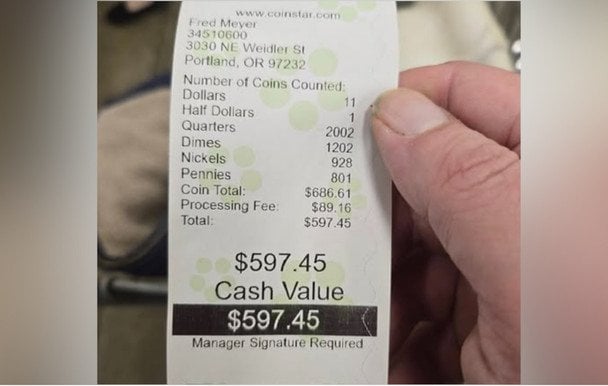 www.coinstar.com
Fred Meyer
34510600
3030 NE Weidler St
Portland, OR 97232
Number of Coins Counted:
Dollars 11
Half Dollars 1
Quarters 2002
Dimes 1202
Nickels 928
Pennies 801
Coin Total: $686.61
Processing Fee: $89.16
Total: $597.45
$597.45
Cash Value
$597.45
Manager Signature Required